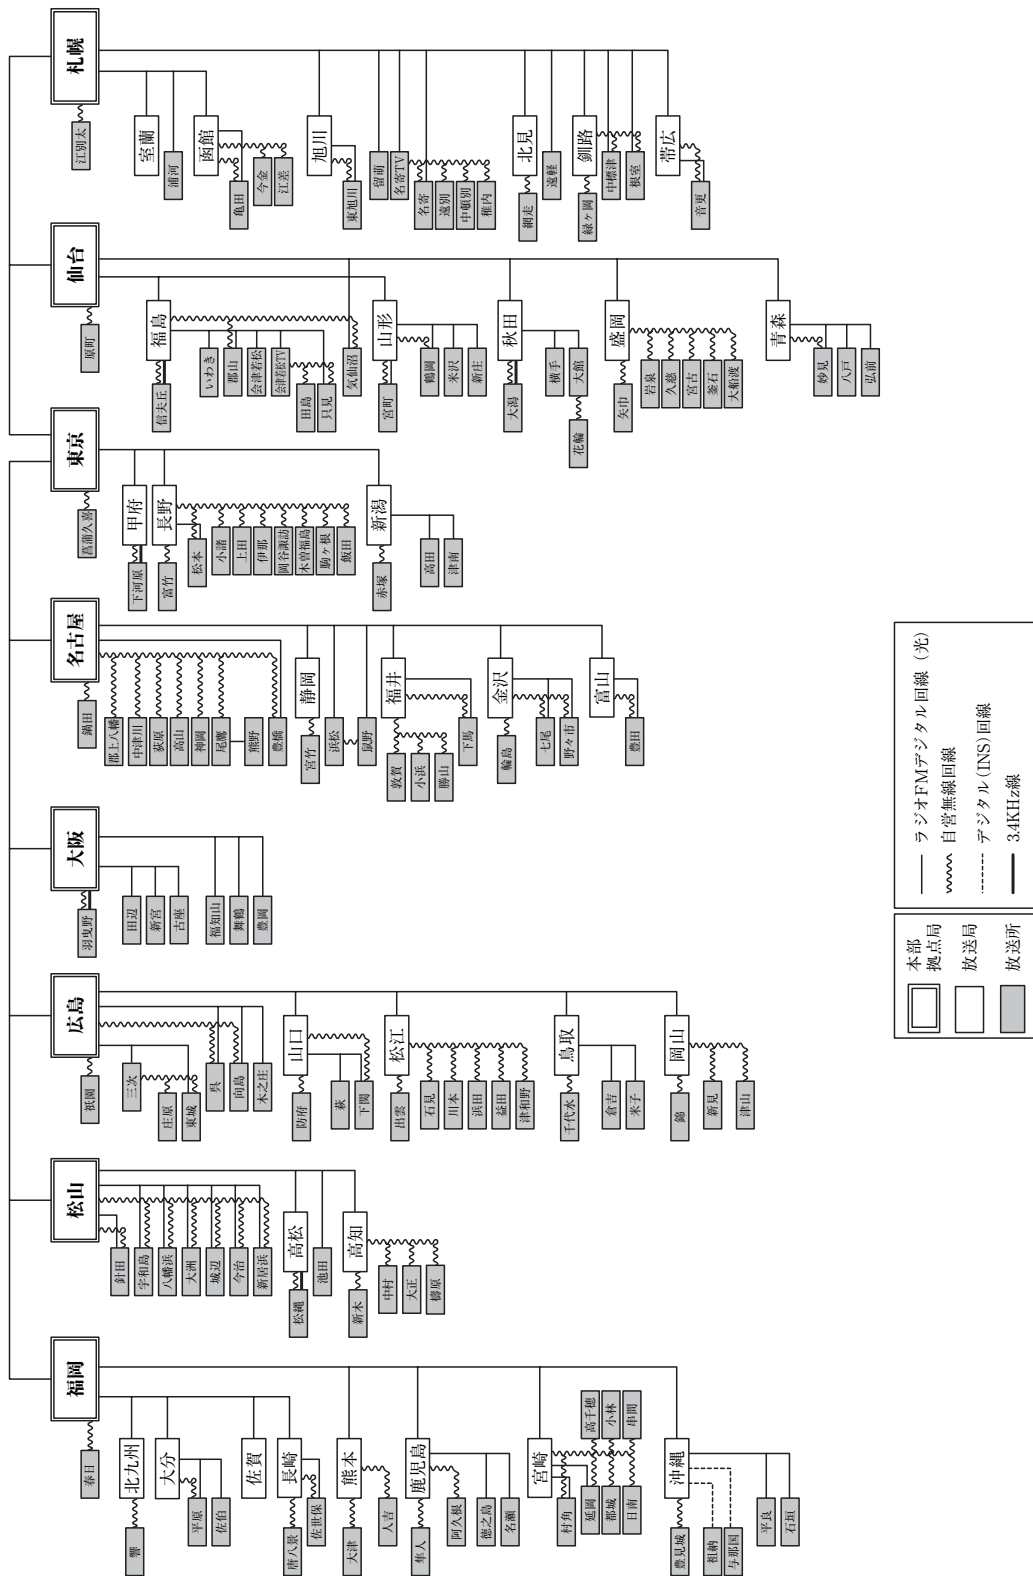 札幌
江別太
室蘭
浦河
函館
亀田
今金
江差
旭川
東旭川
留萌
名寄TV
名寄
遠別
中頓別
稚内
北見
網走
遠軽
釧路
緑ヶ岡
中標津
根室
帯広
音更
仙台
原町
福島
信夫丘
いわき
郡山
会津若松
会津若松TV
田島
只見
気仙沼
山形
宮町
鶴岡
米沢
新庄
秋田
大潟
横手
大館
花輪
盛岡
矢巾
岩泉
久慈
宮古
釜石
大船渡
青森
妙見
八戸
弘前
東京
菖蒲久喜
甲府
下河原
長野
富竹
松本
小諸
上田
伊那
岡谷諏訪
木曽福島
駒ヶ根
飯田
新潟
赤塚
高田
津南
名古屋
鍋田
郡上八幡
中津川
荻原
高山
神岡
尾鷹
熊野
豊橋
静岡
宮竹
浜松
鼠野
福井
敦賀
小浜
勝山
下馬
金沢
輪島
七尾
野々市
富山
豊田
大阪
羽曳野
田辺
新宮
古座
福知山
舞鶴
豊岡
広島
祇園
三次
庄原
東城
呉
向島
木之庄
山口
防府
萩
下関
松江
出雲
石見
川本
浜田
益田
津和野
鳥取
千代水
倉吉
米子
岡山
錦
新見
津山
松山
針田
宇和島
八幡浜
大洲
城辺
今治
新居浜
高松
松縄
池田
高知
新木
中村
大正
檮原
福岡
春日
北九州
響
大分
平原
佐伯
佐賀
長崎
唐八景
佐世保
熊本
大津
人吉
鹿児島
隼人
阿久根
徳之島
名瀬
宮崎
村角
延岡
高千穂
都城
小林
日南
串間
沖縄
豊見城
祖納
与那国
平良
石垣
本部
拠点局
放送局
放送所
ラジオFMデジタル回線（光）
自営無線回線
デジタル(INS)回線
3.4KHz線